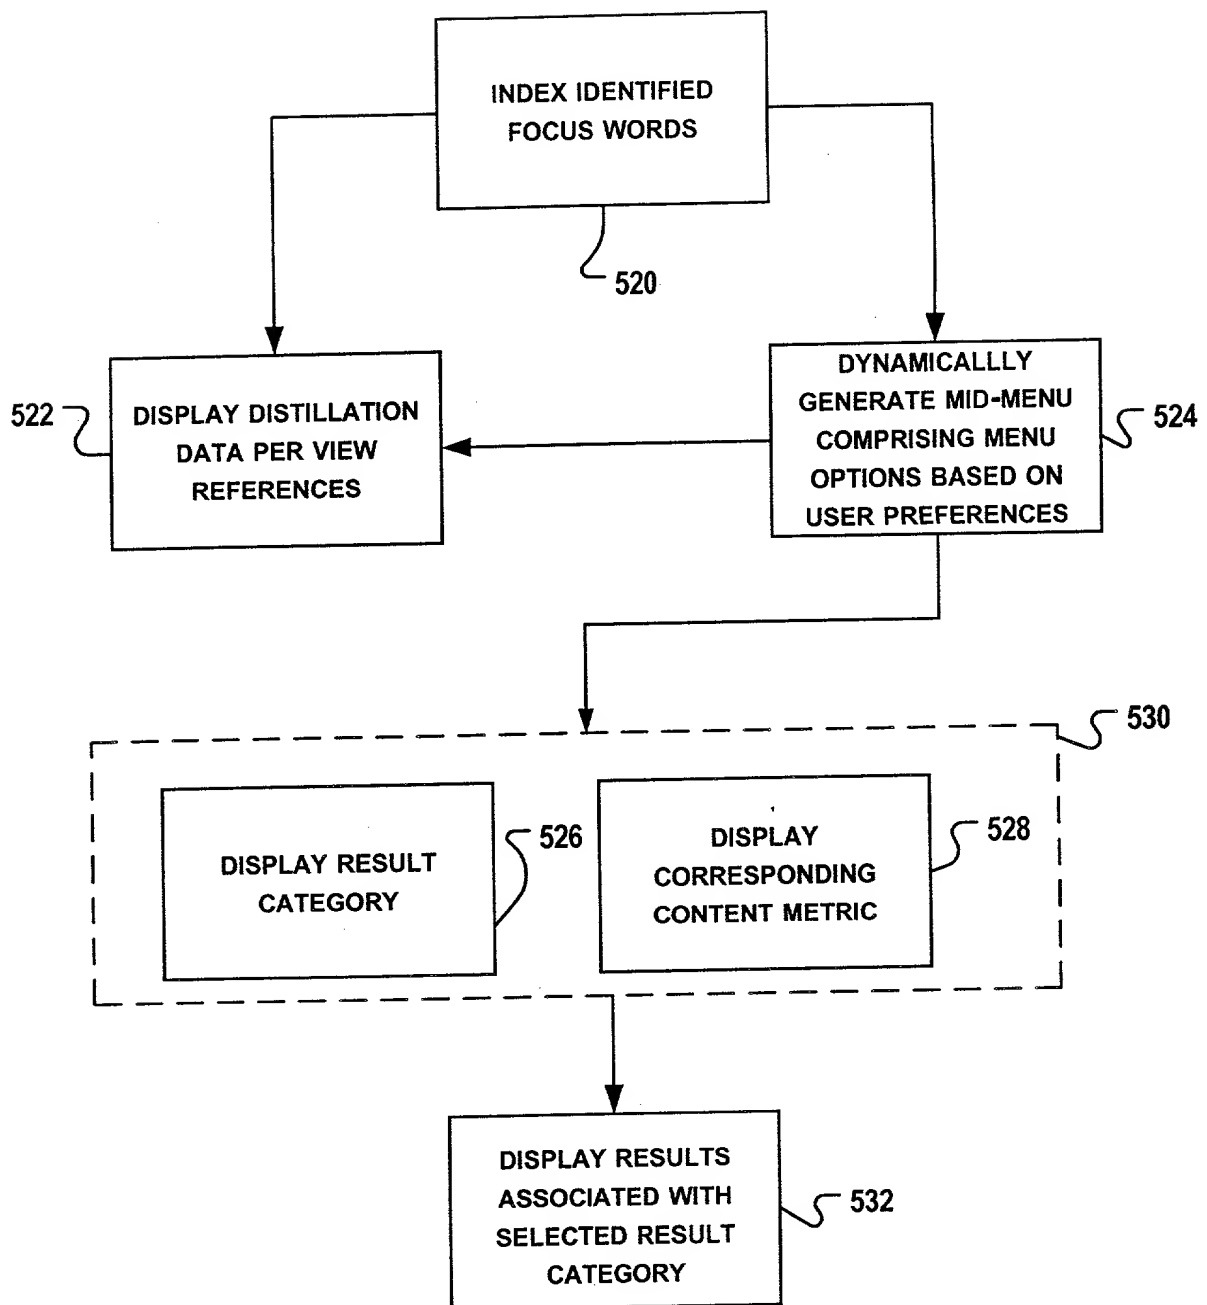 INDEX IDENTIFIED
FOCUS WORDS
520
522
DISPLAY DISTILLATION
DATA PER VIEW
REFERENCES
DYNAMICALLLY
GENERATE MID-MENU
COMPRISING MENU
OPTIONS BASED ON
USER PREFERENCES
524
530
DISPLAY RESULT
CATEGORY
526
DISPLAY
CORRESPONDING
CONTENT METRIC
528
DISPLAY RESULTS
ASSOCIATED WITH
SELECTED RESULT
CATEGORY
532